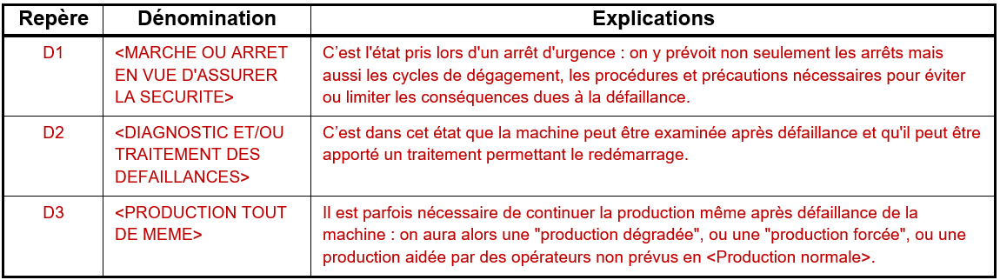 Repère Dénomination Explications
D1 <MARCHE OU ARRET C’est l'état pris lors d'un arrêt d'urgence : on y prévoit non seulement les arrêts mais
EN VUE D'ASSURER aussi les cycles de dégagement, les procédures et précautions nécessaires pour éviter
LA SECURITE> ou limiter les conséquences dues à la défaillance.
D2 <DIAGNOSTIC ET/OU C’est dans cet état que la machine peut être examinée après défaillance et qu'il peut être
TRAITEMENT DES apporté un traitement permettant le redémarrage.
DEFAILLANCES>
D3 <PRODUCTION TOUT Il est parfois nécessaire de continuer la production même après défaillance de la
DE MEME> machine : on aura alors une "production dégradée", ou une "production forcée", ou une
production aidée par des opérateurs non prévus en <Production normale>.